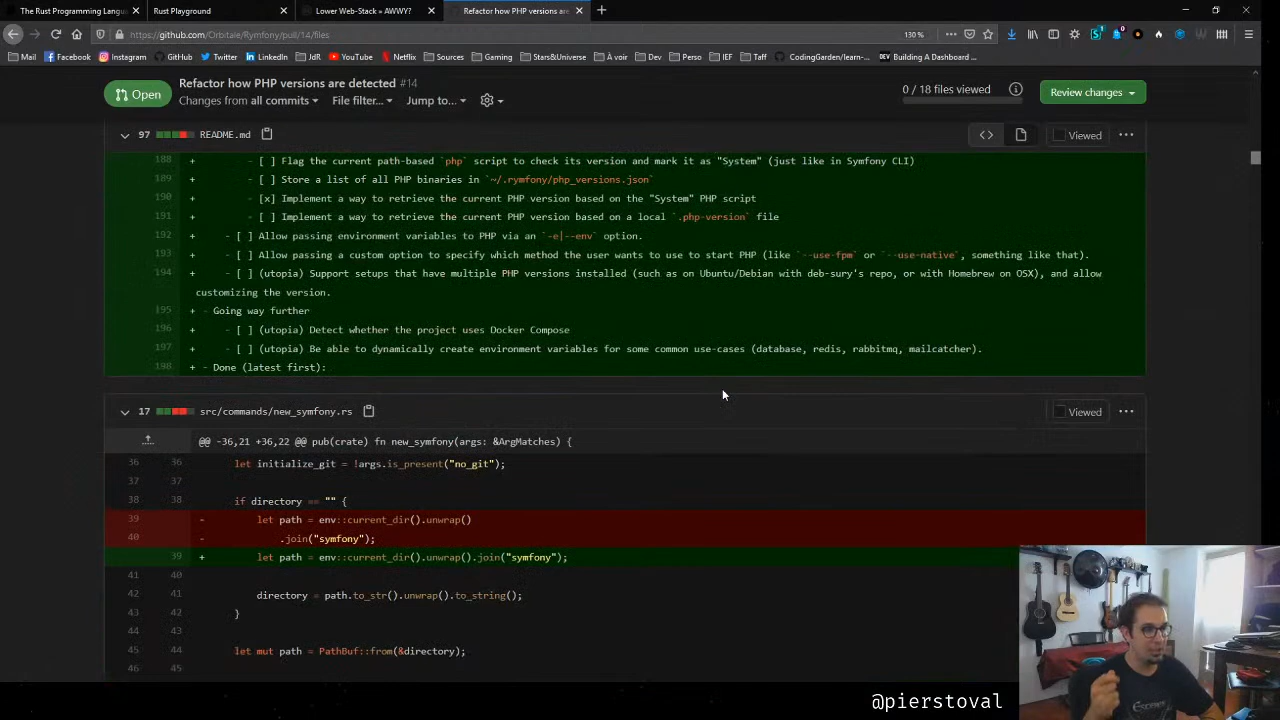 The Rust Programming Langu
Rust Playground
Lower Web-Stack » AWWY?
Refactor how PHP versions are
https://github.com/Orbitale/Rymfony/pull/14/files
130 %
Mail
Facebook
Instagram
GitHub
Twitter
LinkedIn
JdR
YouTube
Netflix
Sources
Gaming
Stars&Universe
À voir
Dev
Perso
IEF
Taff
CodingGarden/learn-...
Building A Dashboard ...
Open
Refactor how PHP versions are detected #14
Changes from all commits
File filter...
Jump to...
0 / 18 files viewed
Review changes
97 README.md
Viewed
188 + - [ ] Flag the current path-based `php` script to check its version and mark it as "System" (just like in Symfony CLI)
189 + - [ ] Store a list of all PHP binaries in `~/.rymfony/php_versions.json`
190 + - [x] Implement a way to retrieve the current PHP version based on the "System" PHP script
191 + - [ ] Implement a way to retrieve the current PHP version based on a local `.php-version` file
192 + - [ ] Allow passing environment variables to PHP via an `-e|--env` option.
193 + - [ ] Allow passing a custom option to specify which method the user wants to use to start PHP (like `--use-fpm` or `--use-native`, something like that).
194 + - [ ] (utopia) Support setups that have multiple PHP versions installed (such as on Ubuntu/Debian with deb-sury's repo, or with Homebrew on OSX), and allow
customizing the version.
195 + - Going way further
196 + - [ ] (utopia) Detect whether the project uses Docker Compose
197 + - [ ] (utopia) Be able to dynamically create environment variables for some common use-cases (database, redis, rabbitmq, mailcatcher).
198 + - Done (latest first):
17 src/commands/new_symfony.rs
Viewed
@@ -36,21 +36,22 @@ pub(crate) fn new_symfony(args: &ArgMatches) {
36 36 let initialize_git = !args.is_present("no_git");
37 37
38 38 if directory == "" {
39 - let path = env::current_dir().unwrap()
40 - .join("symfony");
39 + let path = env::current_dir().unwrap().join("symfony");
41 40
42 41 directory = path.to_str().unwrap().to_string();
43 42 }
44 43
45 44 let mut path = PathBuf::from(&directory);
46 45
@pierstoval